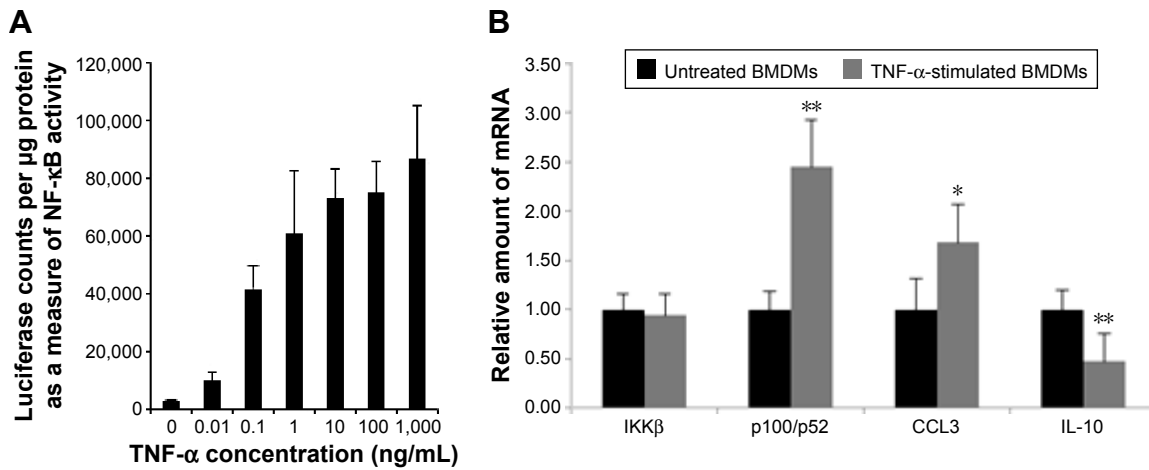 A
Luciferase counts per µg protein
as a measure of NF-κB activity
120,000
100,000
80,000
60,000
40,000
20,000
0
0 0.01 0.1 1 10 100 1,000
TNF-α concentration (ng/mL)
B
Relative amount of mRNA
3.50
3.00
2.50
2.00
1.50
1.00
0.50
0.00
Untreated BMDMs TNF-α-stimulated BMDMs
**
*
**
IKKβ p100/p52 CCL3 IL-10